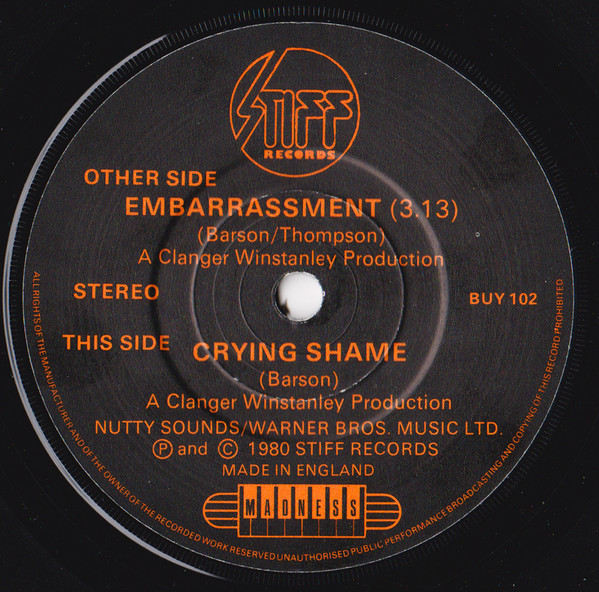 STIFF
RECORDS
OTHER SIDE
EMBARRASSMENT (3.13)
(Barson/Thompson)
A Clanger Winstanley Production
STEREO
BUY 102
THIS SIDE
CRYING SHAME
(Barson)
A Clanger Winstanley Production
NUTTY SOUNDS/WARNER BROS. MUSIC LTD.
Ⓟ and © 1980 STIFF RECORDS
MADE IN ENGLAND
MADNESS
ALL RIGHTS OF THE MANUFACTURER AND OF THE OWNER OF THE RECORDED WORK RESERVED UNAUTHORISED PUBLIC PERFORMANCE BROADCASTING AND COPYING OF THIS RECORD PROHIBITED